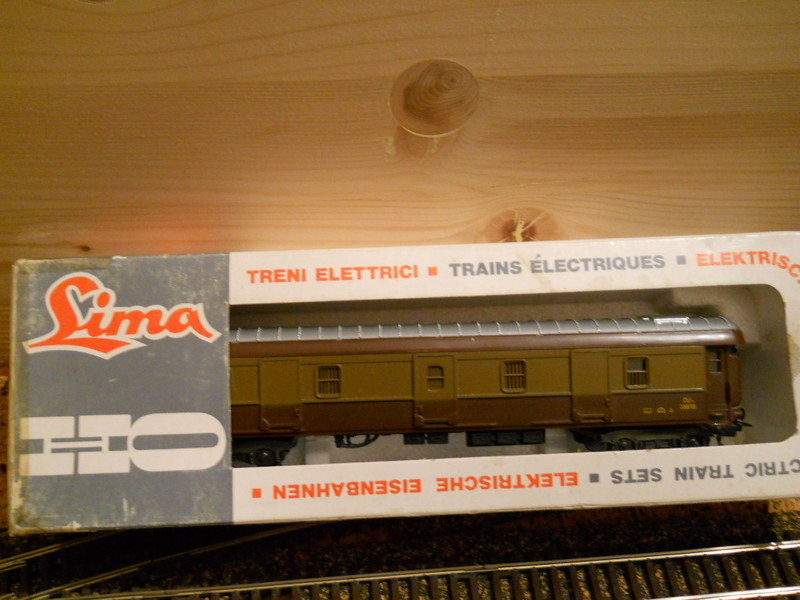 Lima
HO
TRENI ELETTRICI ■ TRAINS ÉLECTRIQUES ■ ELEKTRISC
ELEKTRISCHE EISENBAHNEN ■
CTRIC TRAIN SETS ■